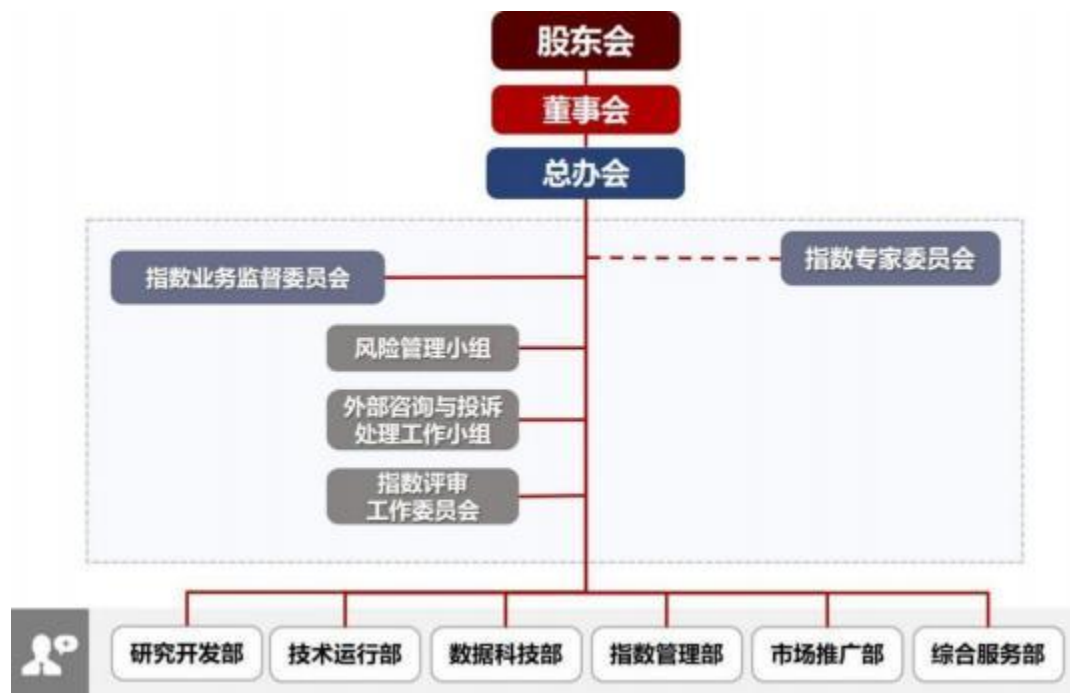 股东会
董事会
总办会
指数专家委员会
指数业务监督委员会
风险管理小组
外部咨询与投诉
处理工作小组
指数评审
工作委员会
研究开发部
技术运行部
数据科技部
指数管理部
市场推广部
综合服务部